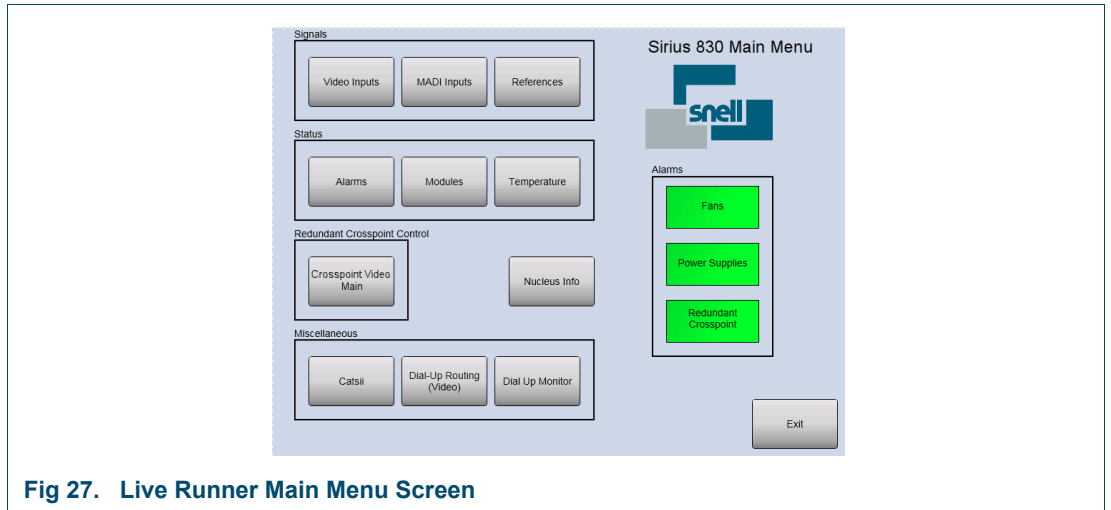 Signals
Sirius 830 Main Menu
Video Inputs
MADI Inputs
References
snell
Status
Alarms
Modules
Temperature
Alarms
Fans
Power Supplies
Redundant
Crosspoint
Redundant Crosspoint Control
Crosspoint Video
Main
Nucleus Info
Miscellaneous
Catsii
Dial-Up Routing
(Video)
Dial Up Monitor
Exit
Fig 27. Live Runner Main Menu Screen